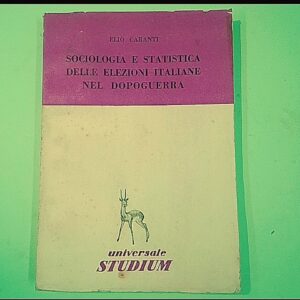 ELIO CARANTI
SOCIOLOGIA E STATISTICA
DELLE ELEZIONI ITALIANE
NEL DOPOGUERRA
universale
STUDIUM